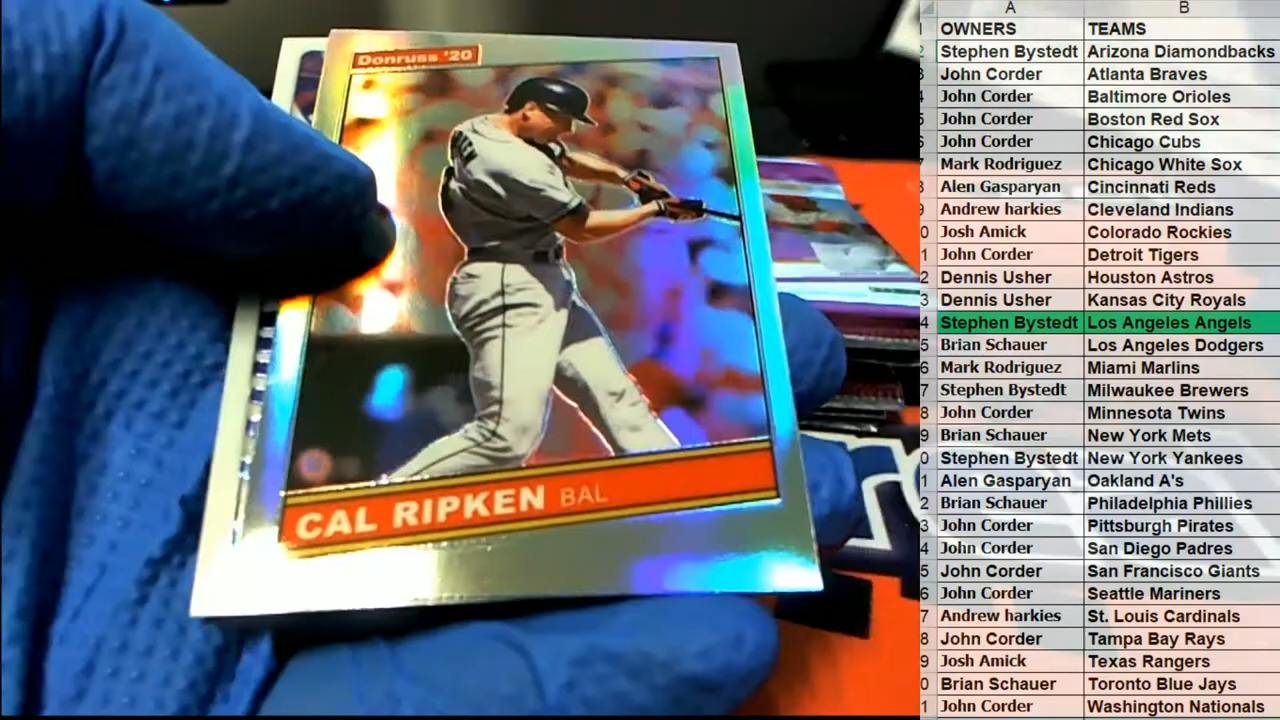 Donruss '20
CAL RIPKEN BAL
A B
OWNERS TEAMS
Stephen Bystedt Arizona Diamondbacks
John Corder Atlanta Braves
John Corder Baltimore Orioles
John Corder Boston Red Sox
John Corder Chicago Cubs
Mark Rodriguez Chicago White Sox
Alen Gasparyan Cincinnati Reds
Andrew harkies Cleveland Indians
Josh Amick Colorado Rockies
John Corder Detroit Tigers
Dennis Usher Houston Astros
Dennis Usher Kansas City Royals
Stephen Bystedt Los Angeles Angels
Brian Schauer Los Angeles Dodgers
Mark Rodriguez Miami Marlins
Stephen Bystedt Milwaukee Brewers
John Corder Minnesota Twins
Brian Schauer New York Mets
Stephen Bystedt New York Yankees
Alen Gasparyan Oakland A's
Brian Schauer Philadelphia Phillies
John Corder Pittsburgh Pirates
John Corder San Diego Padres
John Corder San Francisco Giants
John Corder Seattle Mariners
Andrew harkies St. Louis Cardinals
John Corder Tampa Bay Rays
Josh Amick Texas Rangers
Brian Schauer Toronto Blue Jays
John Corder Washington Nationals